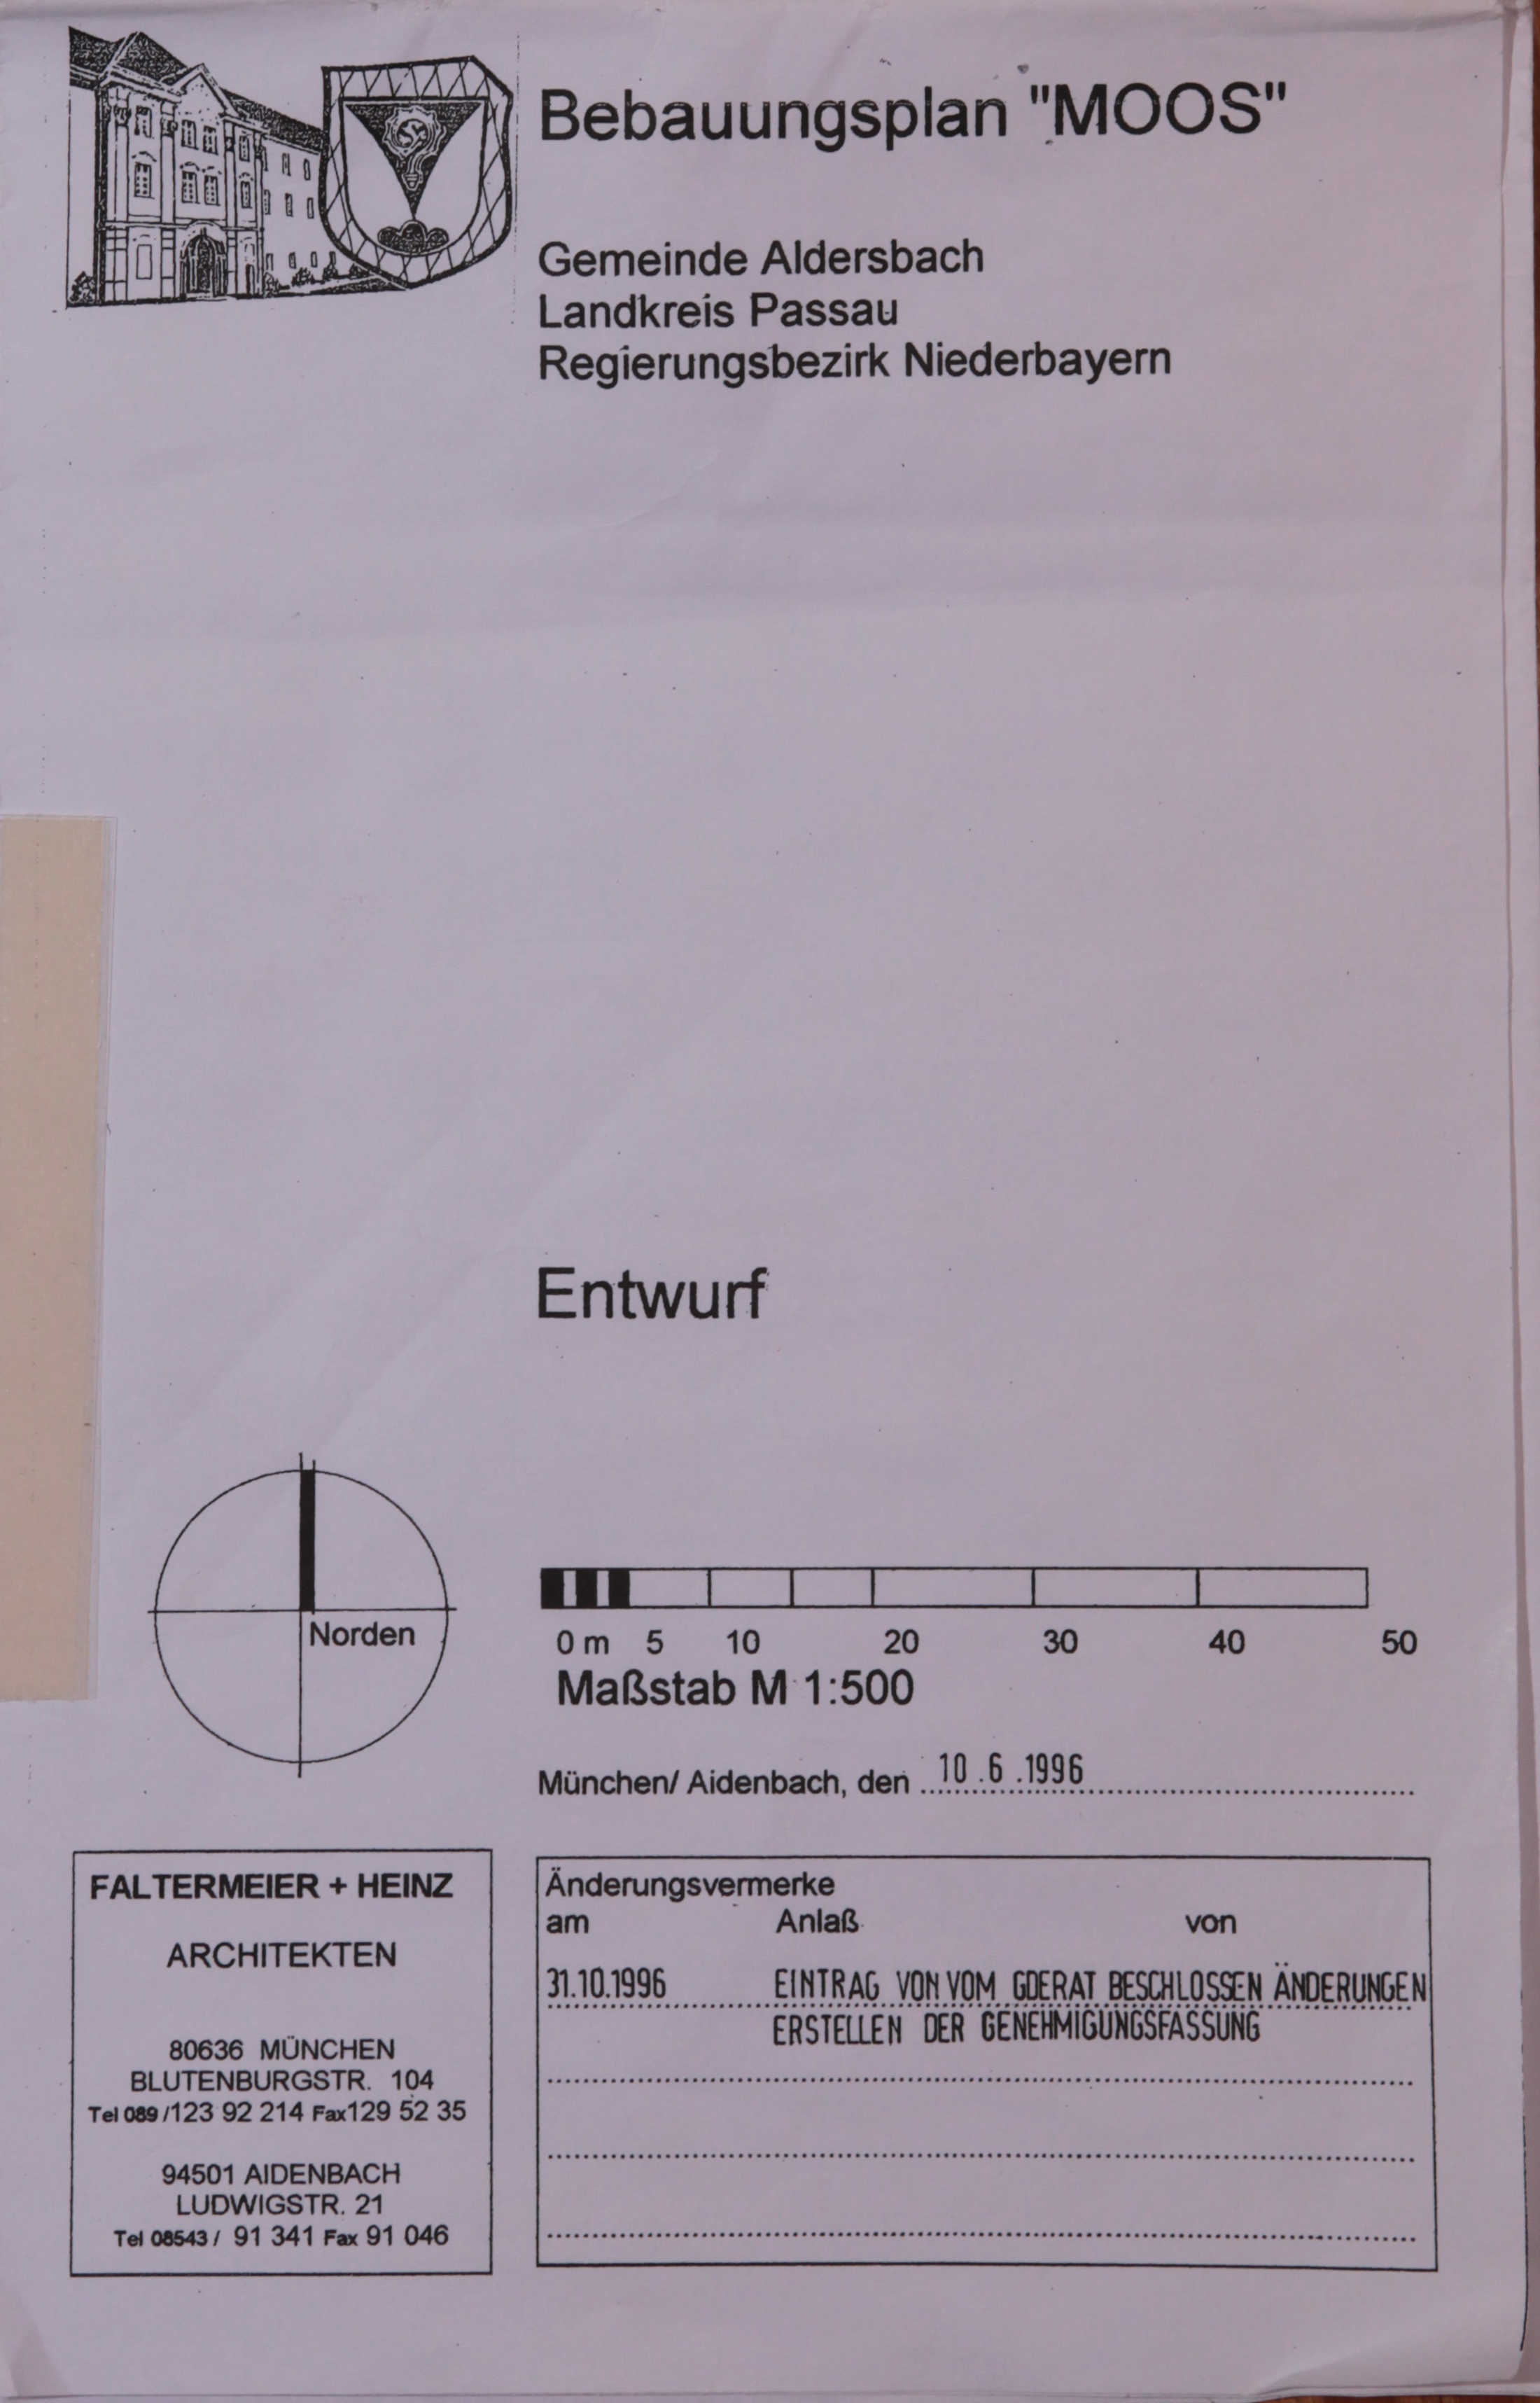 Bebauungsplan "MOOS"
Gemeinde Aldersbach
Landkreis Passau
Regierungsbezirk Niederbayern
Entwurf
Norden
0 m 5 10 20 30 40 50
Maßstab M 1:500
München/ Aidenbach, den 10.6.1996
FALTERMEIER + HEINZ
ARCHITEKTEN
80636 MÜNCHEN
BLUTENBURGSTR. 104
Tel 089 /123 92 214 Fax129 52 35
94501 AIDENBACH
LUDWIGSTR. 21
Tel 08543 / 91 341 Fax 91 046
Änderungsvermerke
am Anlaß von
31.10.1996 EINTRAG VON VOM GDERAT BESCHLOSSEN ÄNDERUNGEN
ERSTELLEN DER GENEHMIGUNGSFASSUNG